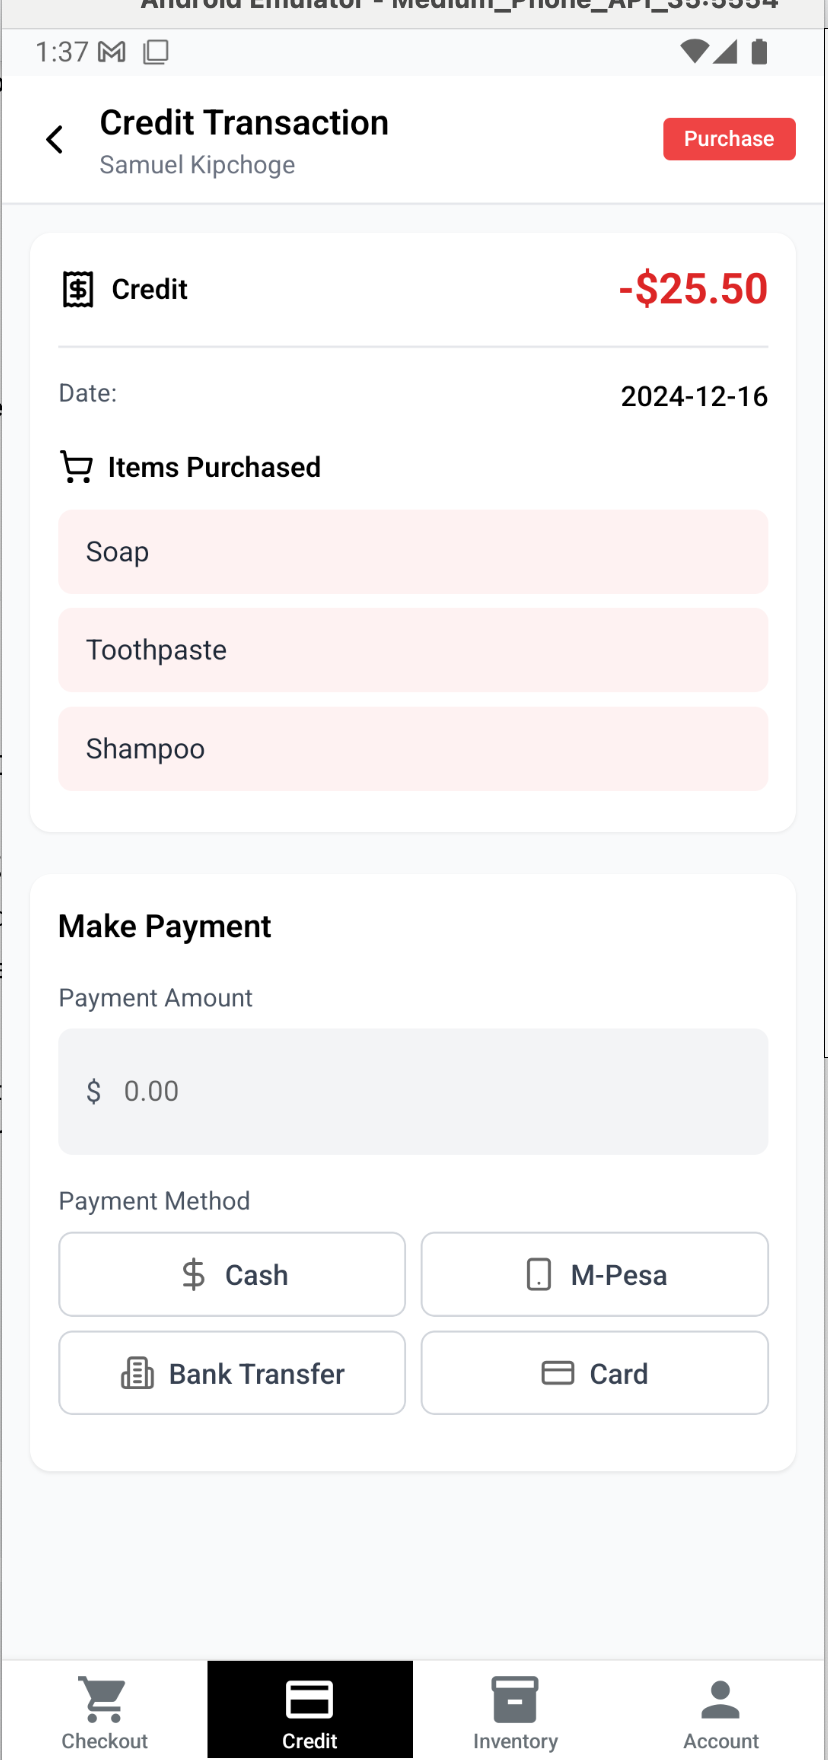 Android Emulator - Medium_Phone_API_35:5554
1:37
Credit Transaction
Samuel Kipchoge
Purchase
Credit
-$25.50
Date:
2024-12-16
Items Purchased
Soap
Toothpaste
Shampoo
Make Payment
Payment Amount
$ 0.00
Payment Method
$ Cash
M-Pesa
Bank Transfer
Card
Checkout
Credit
Inventory
Account